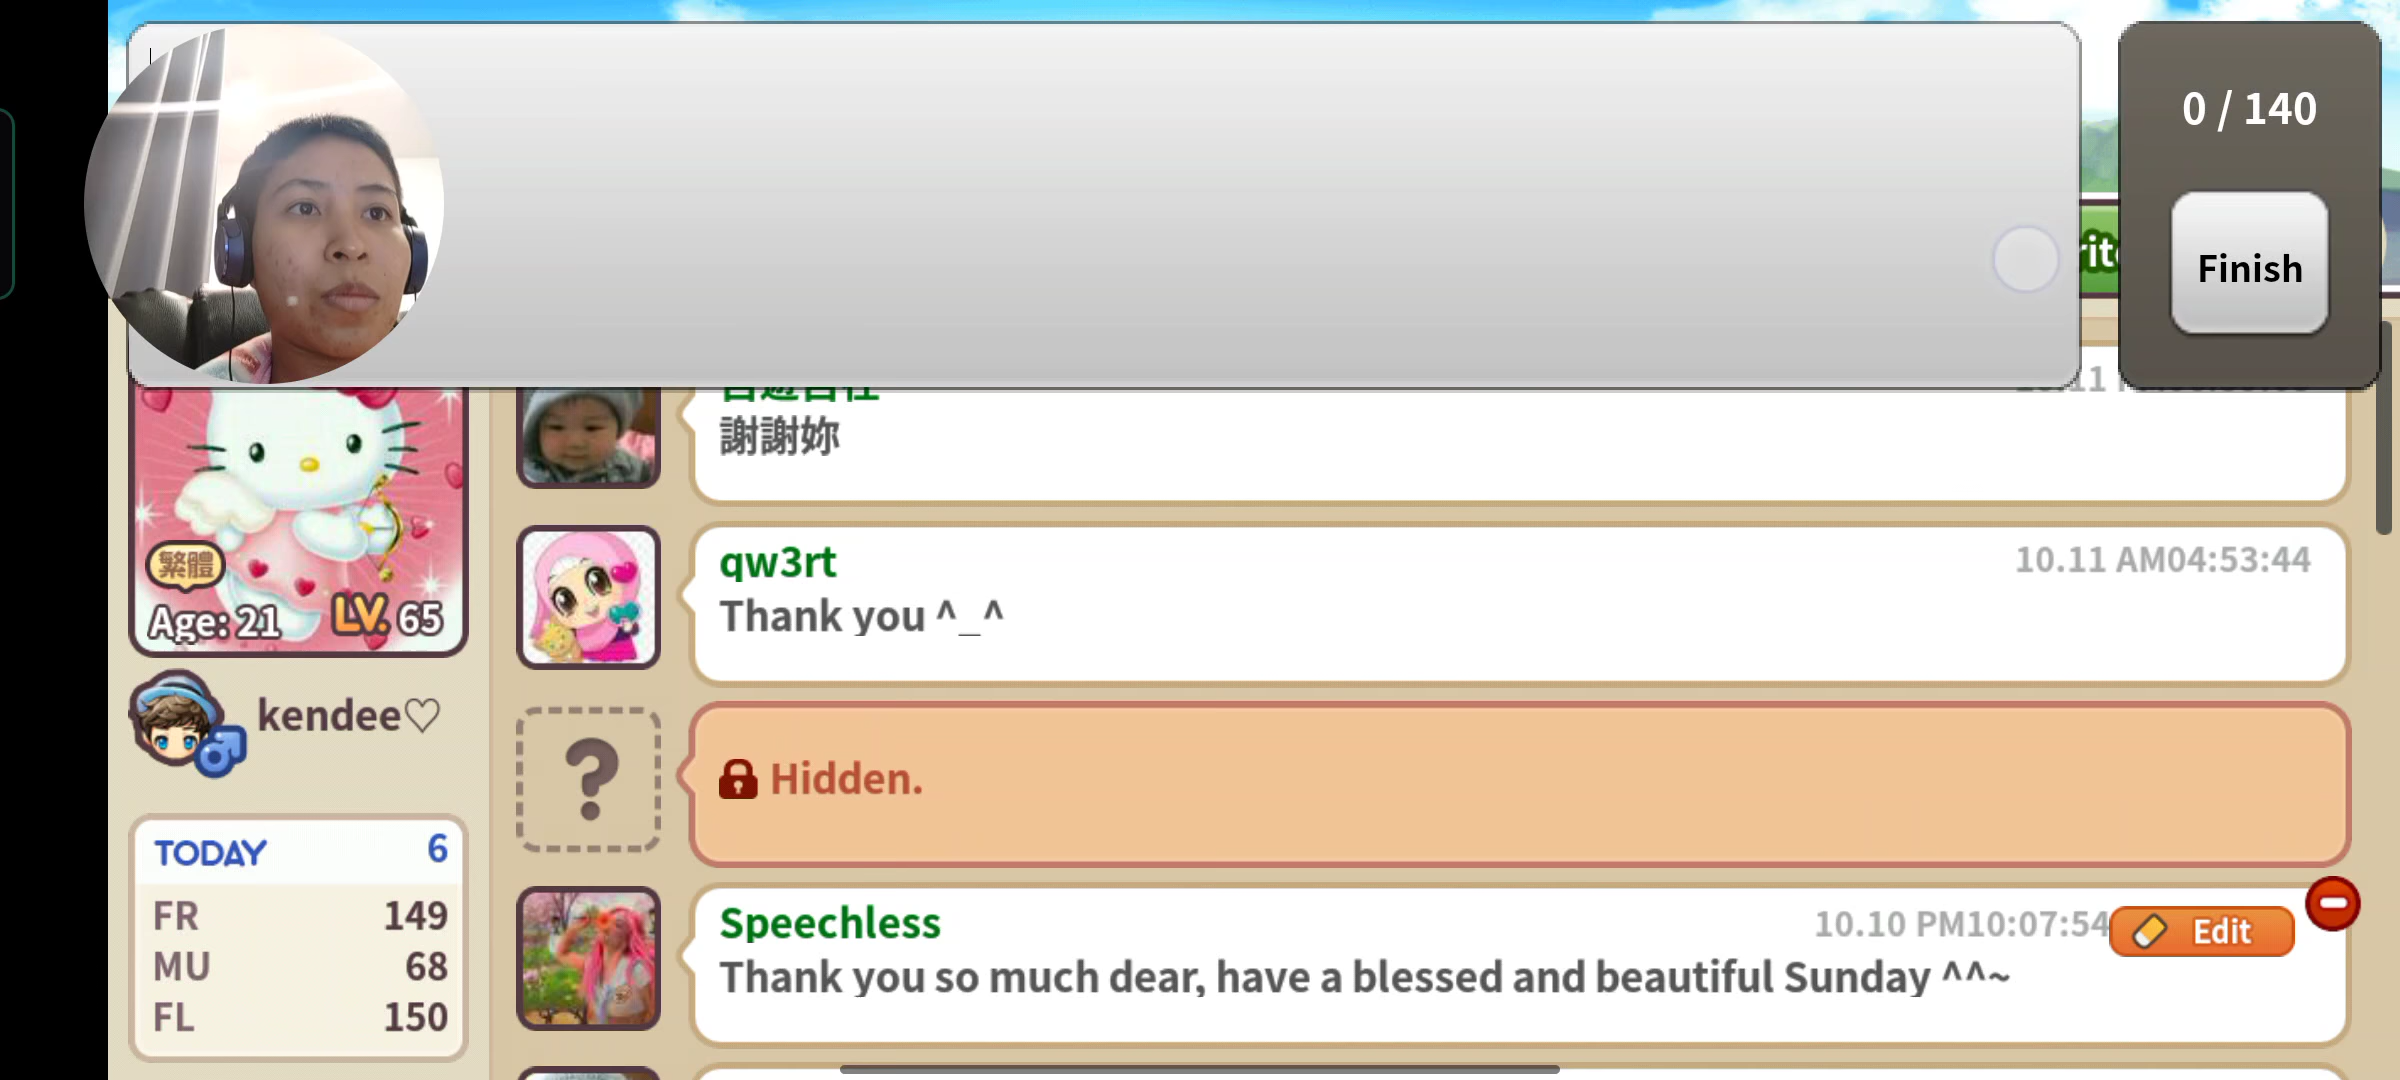 0 / 140
Finish
rit
11
謝謝妳
qw3rt
10.11 AM04:53:44
Thank you ^_^
Hidden.
Speechless
10.10 PM10:07:54
Edit
Thank you so much dear, have a blessed and beautiful Sunday ^^~
繁體
Age: 21 LV. 65
kendee♡
TODAY 6
FR 149
MU 68
FL 150